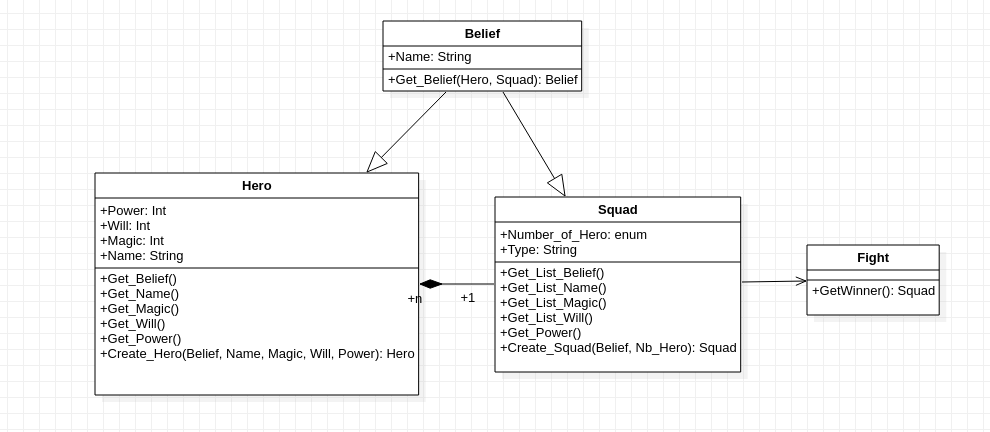 Belief
+Name: String
+Get_Belief(Hero, Squad): Belief
Hero
+Power: Int
+Will: Int
+Magic: Int
+Name: String
+Get_Belief()
+Get_Name()
+Get_Magic()
+Get_Will()
+Get_Power()
+Create_Hero(Belief, Name, Magic, Will, Power): Hero
+n
+1
Squad
+Number_of_Hero: enum
+Type: String
+Get_List_Belief()
+Get_List_Name()
+Get_List_Magic()
+Get_List_Will()
+Get_Power()
+Create_Squad(Belief, Nb_Hero): Squad
Fight
+GetWinner(): Squad